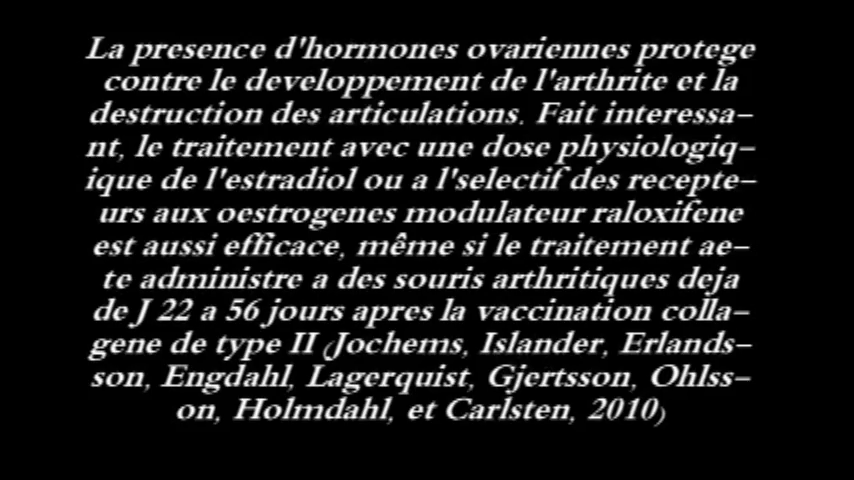 La presence d'hormones ovariennes protege
contre le developpement de l'arthrite et la
destruction des articulations. Fait interessa-
nt, le traitement avec une dose physiologiq-
ique de l'estradiol ou a l'selectif des recepte-
urs aux oestrogenes modulateur raloxifene
est aussi efficace, même si le traitement ae-
te administre a des souris arthritiques deja
de J 22 a 56 jours apres la vaccination colla-
gene de type II (Jochems, Islander, Erlands-
son, Engdahl, Lagerquist, Gjertsson, Ohlss-
on, Holmdahl, et Carlsten, 2010)